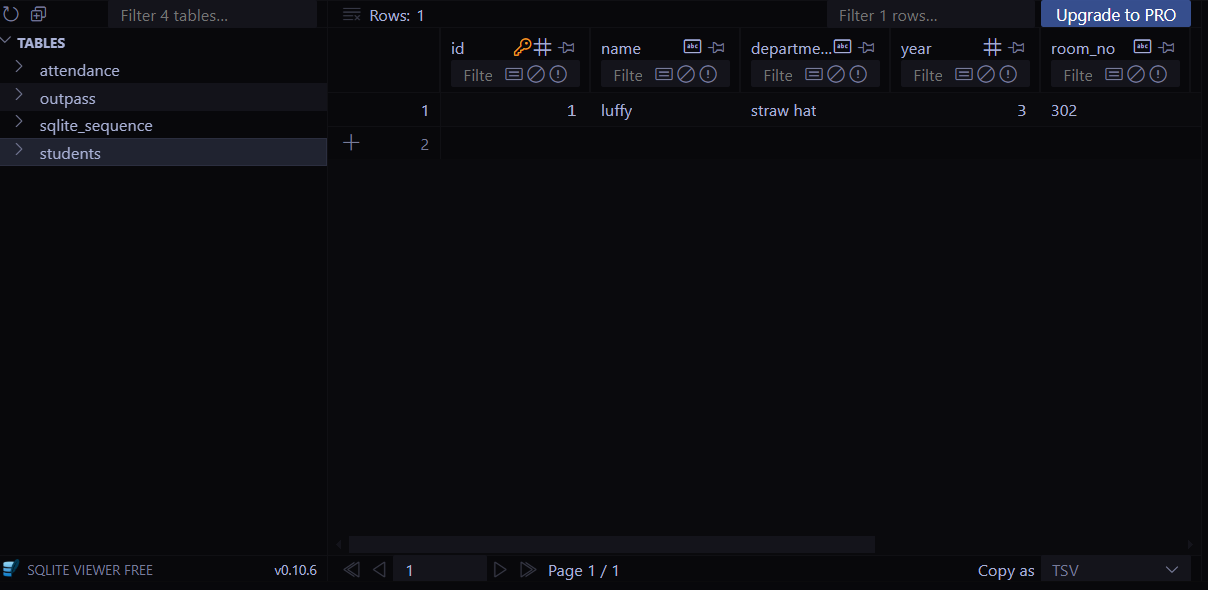 Filter 4 tables...
Rows: 1
Filter 1 rows...
Upgrade to PRO
TABLES
attendance
outpass
sqlite_sequence
students
id name departme... year room_no
Filte Filte Filte Filte Filte
1 1 luffy straw hat 3 302
2
SQLITE VIEWER FREE v0.10.6
1 Page 1 / 1 Copy as TSV